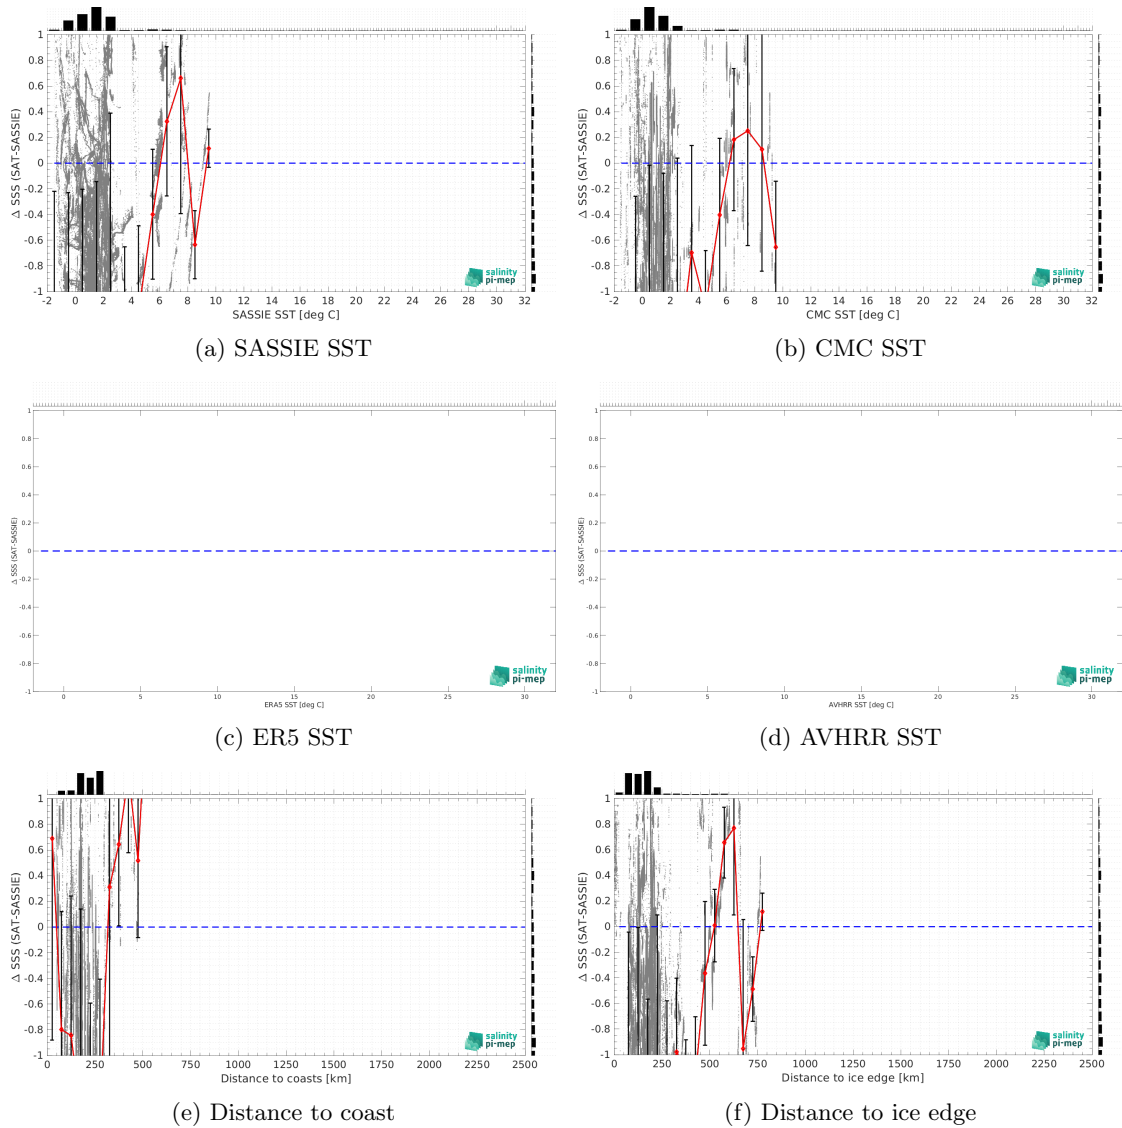 1
0.8
0.6
0.4
0.2
0
-0.2
-0.4
-0.6
-0.8
-1
Δ SSS (SAT-SASSIE)
-2 0 2 4 6 8 10 12 14 16 18 20 22 24 26 28 30 32
SASSIE SST [deg C]
salinity
pi-mep
(a) SASSIE SST
1
0.8
0.6
0.4
0.2
0
-0.2
-0.4
-0.6
-0.8
-1
Δ SSS (SAT-SASSIE)
-2 0 2 4 6 8 10 12 14 16 18 20 22 24 26 28 30 32
CMC SST [deg C]
salinity
pi-mep
(b) CMC SST
1
0.8
0.6
0.4
0.2
0
-0.2
-0.4
-0.6
-0.8
-1
Δ SSS (SAT-SASSIE)
0 5 10 15 20 25 30
ERA5 SST [deg C]
salinity
pi-mep
(c) ER5 SST
1
0.8
0.6
0.4
0.2
0
-0.2
-0.4
-0.6
-0.8
-1
Δ SSS (SAT-SASSIE)
0 5 10 15 20 25 30
AVHRR SST [deg C]
salinity
pi-mep
(d) AVHRR SST
1
0.8
0.6
0.4
0.2
0
-0.2
-0.4
-0.6
-0.8
-1
Δ SSS (SAT-SASSIE)
0 250 500 750 1000 1250 1500 1750 2000 2250 2500
Distance to coasts [km]
salinity
pi-mep
(e) Distance to coast
1
0.8
0.6
0.4
0.2
0
-0.2
-0.4
-0.6
-0.8
-1
Δ SSS (SAT-SASSIE)
0 250 500 750 1000 1250 1500 1750 2000 2250 2500
Distance to ice edge [km]
salinity
pi-mep
(f) Distance to ice edge